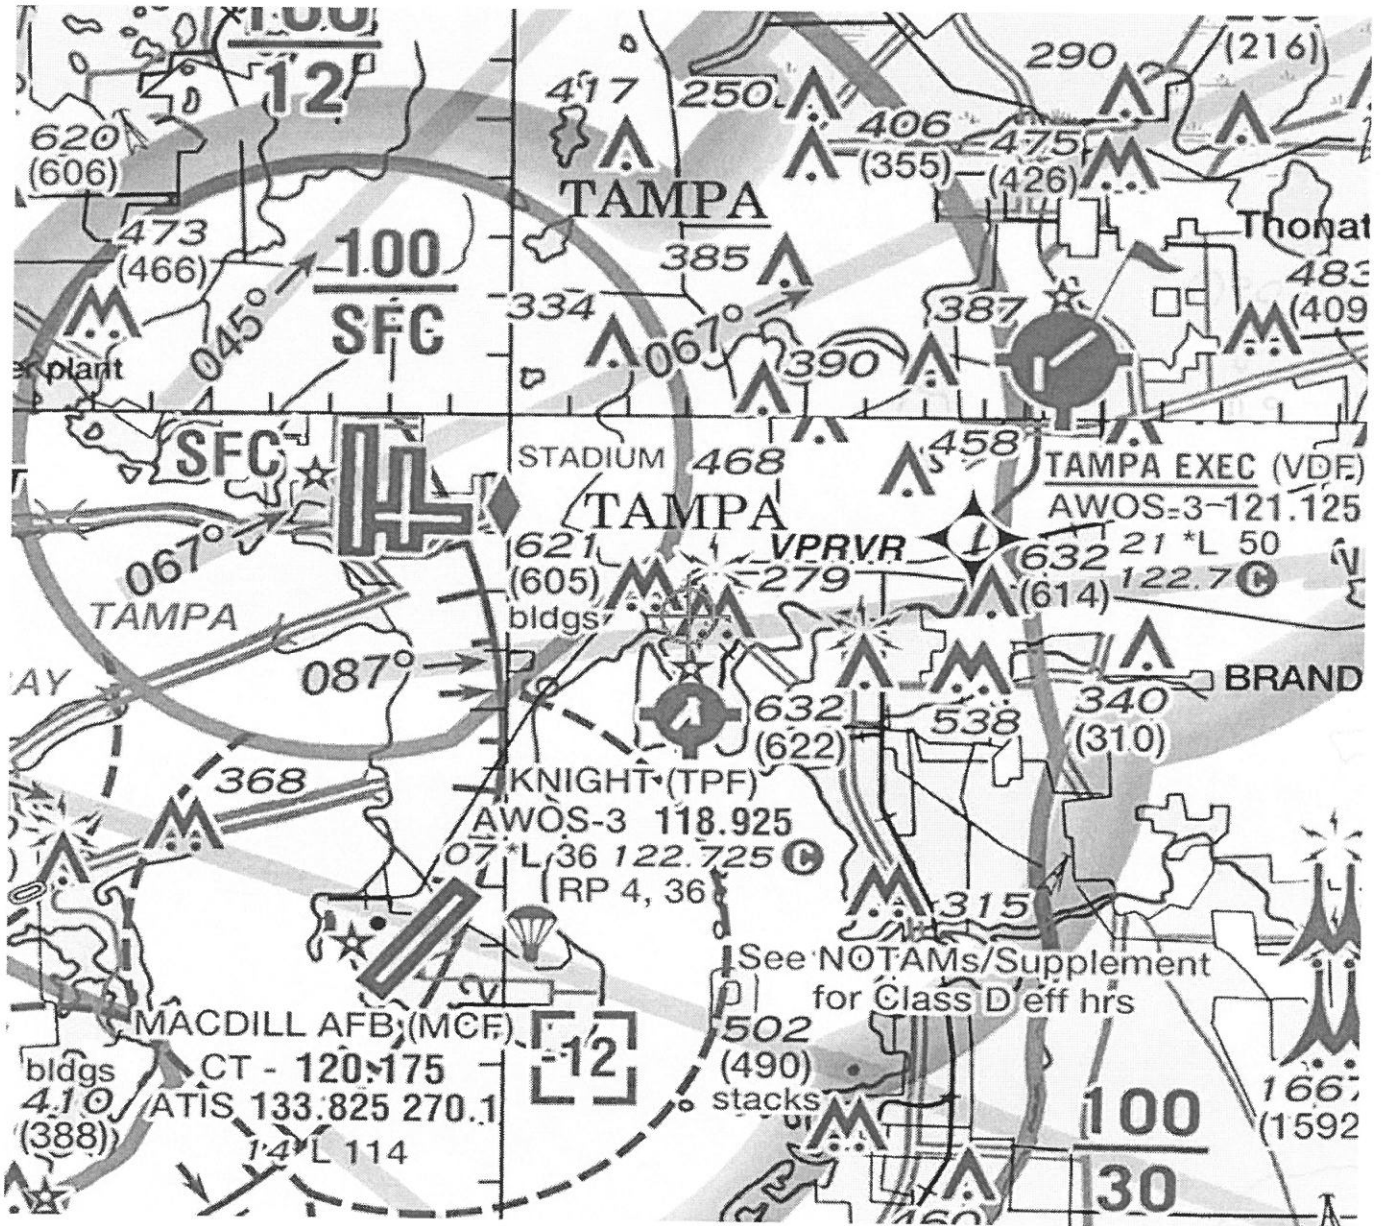 100
12
620
(606)
473
(466)
100
SFC
045°
417
250
TAMPA
385
334
067°
390
406
(355)
475
(426)
290
(216)
387
483
(409
SFC
067°
TAMPA
087°
STADIUM
468
TAMPA
621
(605)
bldgs
VPRVR
279
458
TAMPA EXEC (VDF)
AWOS-3 121.125
21 *L 50
122.7 C
632
(614)
BRAND
340
(310)
538
632
(622)
KNIGHT (TPF)
AWOS-3 118.925
07 *L 36 122.725 C
RP 4, 36
368
315
See NOTAMs/Supplement
for Class D eff hrs
MACDILL AFB (MCF)
CT - 120.175
ATIS 133.825 270.1
14 *L 114
-12
502
(490)
stacks
bldgs
410
(388)
100
30
460
(1592